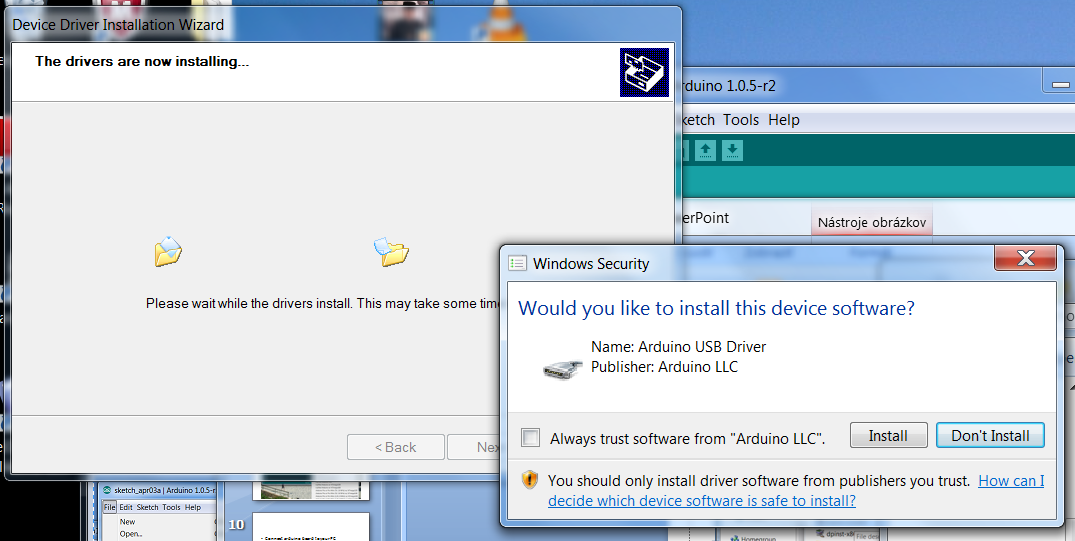 Device Driver Installation Wizard
The drivers are now installing...
Please wait while the drivers install. This may take some time
< Back
Nex
rduino 1.0.5-r2
ketch Tools Help
erPoint
Nástroje obrázkov
Windows Security
Would you like to install this device software?
Name: Arduino USB Driver
Publisher: Arduino LLC
Always trust software from "Arduino LLC".
Install
Don't Install
You should only install driver software from publishers you trust. How can I
decide which device software is safe to install?
sketch_apr03a | Arduino 1.0.5-r
File Edit Sketch Tools Help
New
Open...
10
Homegroup